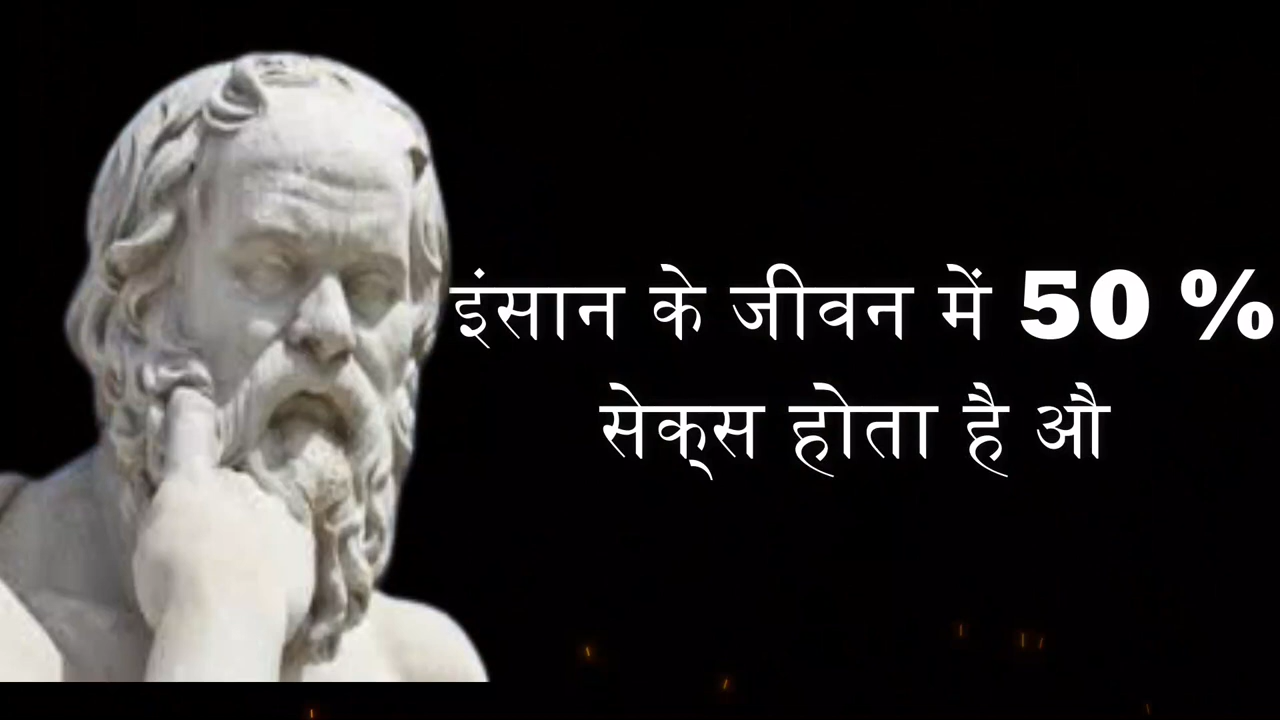 इंसान के जीवन में 50 %
सेक्स होता है औ